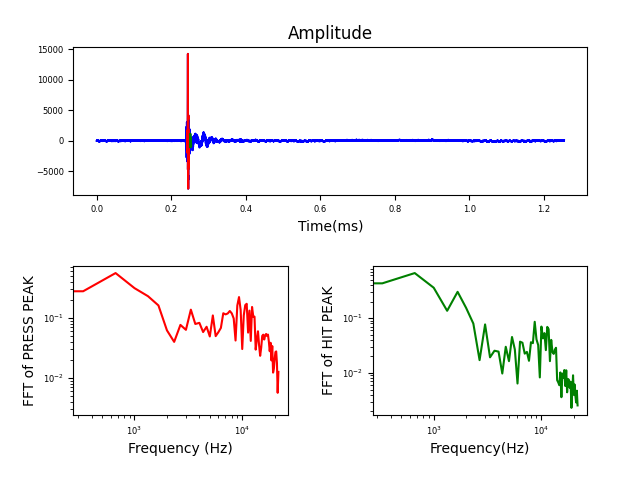 Amplitude
15000
10000
5000
0
−5000
0.0 0.2 0.4 0.6 0.8 1.0 1.2
Time(ms)
FFT of PRESS PEAK
10⁻¹
10⁻²
10³ 10⁴
Frequency (Hz)
FFT of HIT PEAK
10⁻¹
10⁻²
10³ 10⁴
Frequency(Hz)